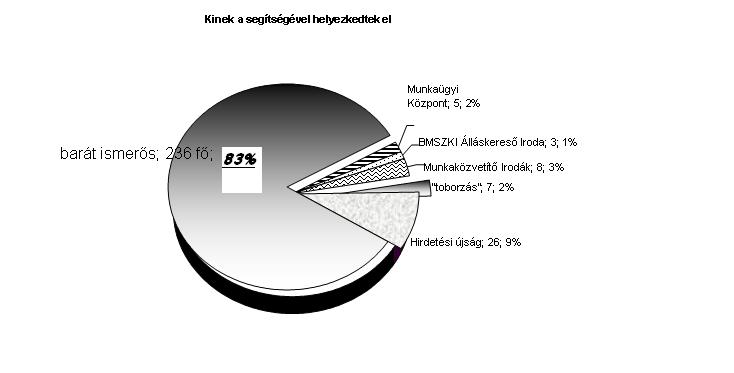 Kinek a segítségével helyezkedtek el
Munkaügyi
Központ; 5; 2%
BMSZKI Álláskereső Iroda; 3; 1%
barát ismerős; 236 fő;
83%
Munkaközvetítő Irodák; 8; 3%
"toborzás"; 7; 2%
Hirdetési újság; 26; 9%